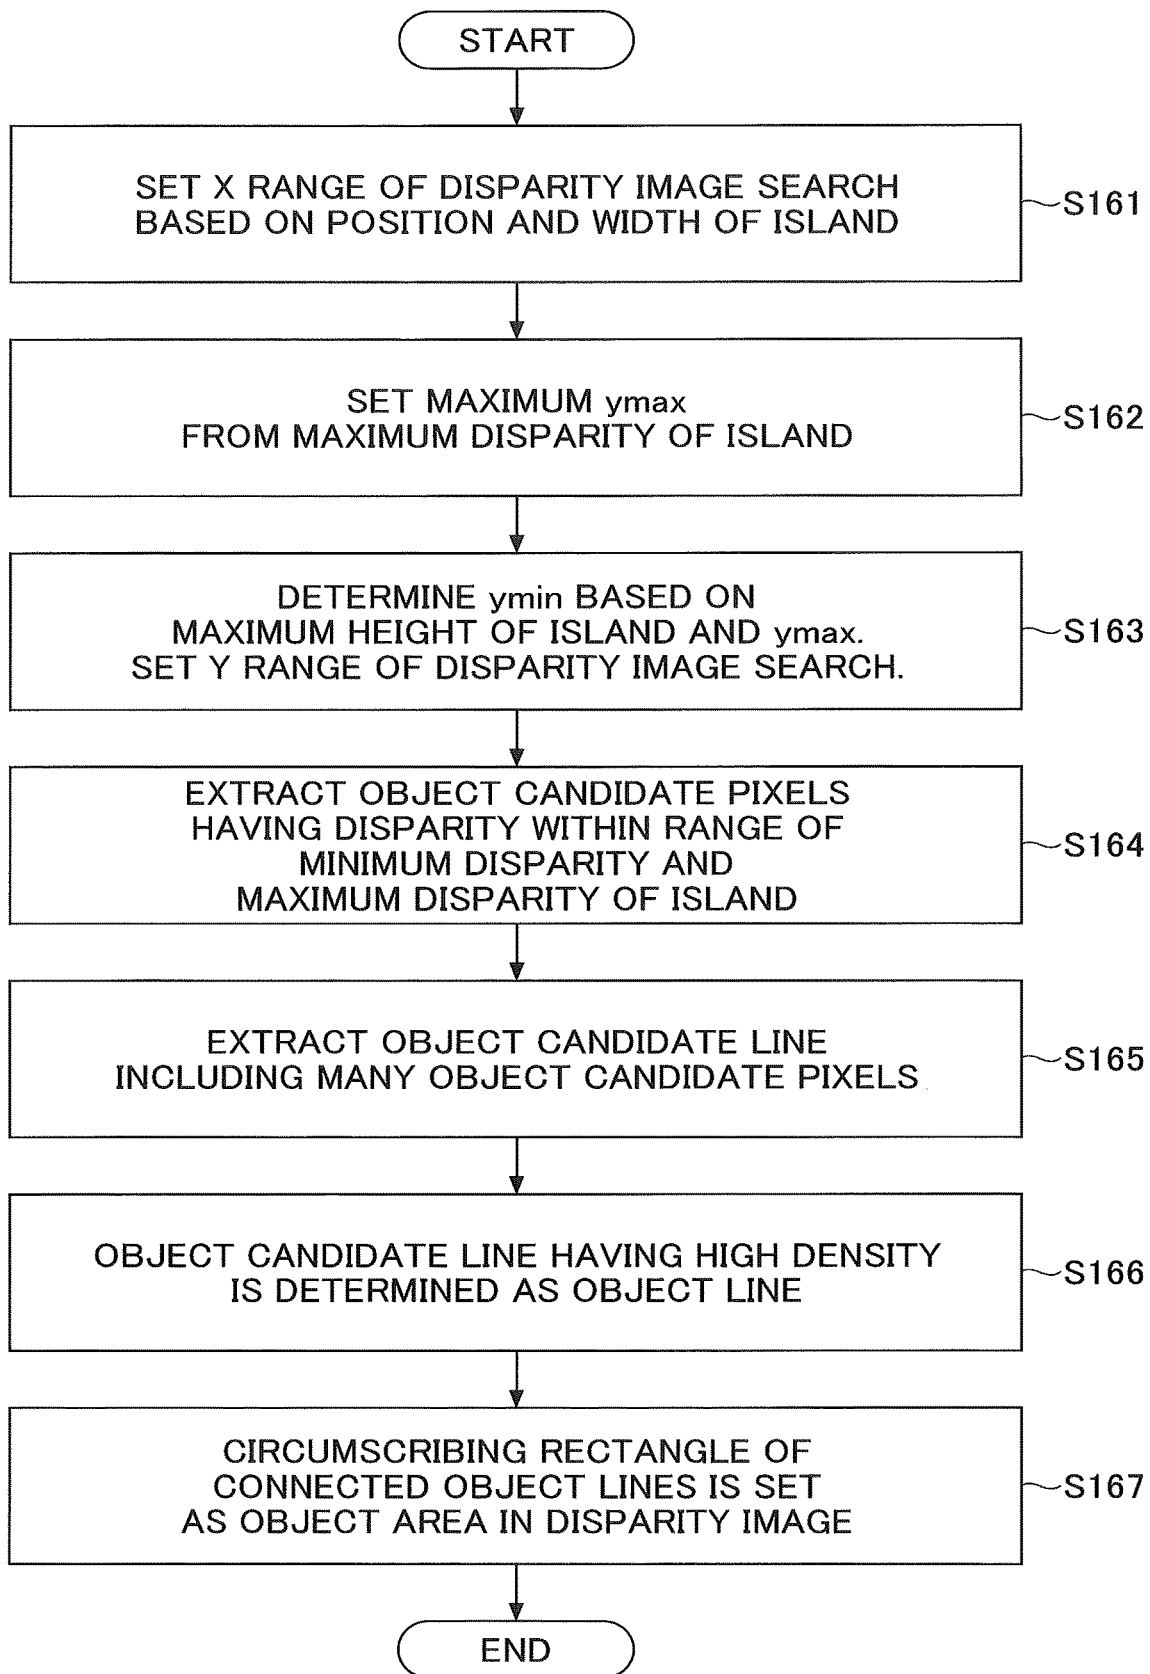 START
SET X RANGE OF DISPARITY IMAGE SEARCH
BASED ON POSITION AND WIDTH OF ISLAND
S161
SET MAXIMUM ymax
FROM MAXIMUM DISPARITY OF ISLAND
S162
DETERMINE ymin BASED ON
MAXIMUM HEIGHT OF ISLAND AND ymax.
SET Y RANGE OF DISPARITY IMAGE SEARCH.
S163
EXTRACT OBJECT CANDIDATE PIXELS
HAVING DISPARITY WITHIN RANGE OF
MINIMUM DISPARITY AND
MAXIMUM DISPARITY OF ISLAND
S164
EXTRACT OBJECT CANDIDATE LINE
INCLUDING MANY OBJECT CANDIDATE PIXELS
S165
OBJECT CANDIDATE LINE HAVING HIGH DENSITY
IS DETERMINED AS OBJECT LINE
S166
CIRCUMSCRIBING RECTANGLE OF
CONNECTED OBJECT LINES IS SET
AS OBJECT AREA IN DISPARITY IMAGE
S167
END